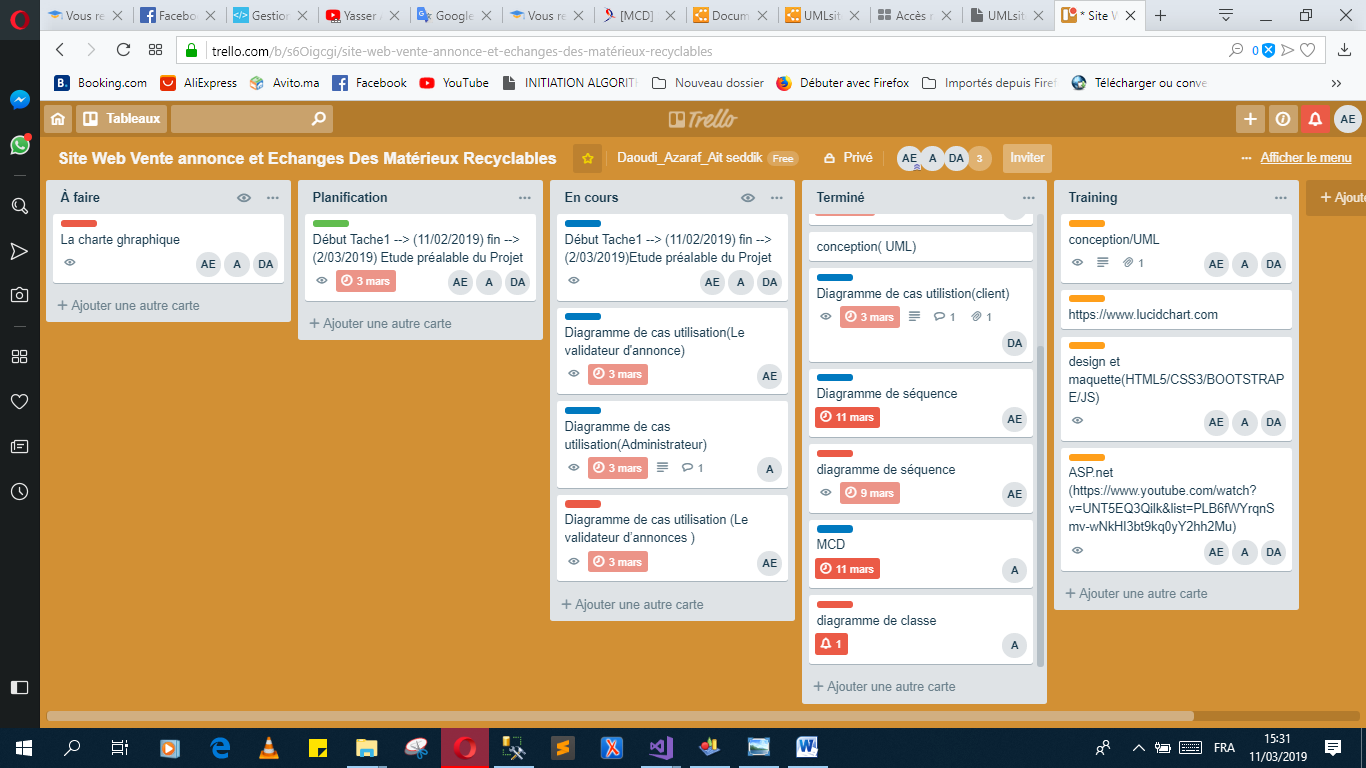 Vous re
Facebo
Gestion
Yasser A
Google
Vous re
[MCD]
Docum
UMLsit
Accès r
UMLsit
* Site W
trello.com/b/s6Oigcgi/site-web-vente-annonce-et-echanges-des-matérieux-recyclables
0
Booking.com
AliExpress
Avito.ma
Facebook
YouTube
INITIATION ALGORIT
Nouveau dossier
Débuter avec Firefox
Importés depuis Firef
Télécharger ou conve
Tableaux
Trello
AE
Site Web Vente annonce et Echanges Des Matérieux Recyclables
Daoudi_Azaraf_Ait seddik
Free
Privé
AE
A
DA
3
Inviter
Afficher le menu
À faire
La charte ghraphique
AE
A
DA
+ Ajouter une autre carte
Planification
Début Tache1 --> (11/02/2019) fin -->
(2/03/2019) Etude préalable du Projet
3 mars
AE
A
DA
+ Ajouter une autre carte
En cours
Début Tache1 --> (11/02/2019) fin -->
(2/03/2019)Etude préalable du Projet
AE
A
DA
Diagramme de cas utilisation(Le
validateur d'annonce)
3 mars
AE
Diagramme de cas
utilisation(Administrateur)
3 mars
1
A
Diagramme de cas utilisation (Le
validateur d'annonces )
3 mars
AE
+ Ajouter une autre carte
Terminé
conception( UML)
Diagramme de cas utilistion(client)
3 mars
1
1
DA
Diagramme de séquence
11 mars
AE
diagramme de séquence
9 mars
AE
MCD
11 mars
A
diagramme de classe
1
A
+ Ajouter une autre carte
Training
conception/UML
1
AE
A
DA
https://www.lucidchart.com
design et
maquette(HTML5/CSS3/BOOTSTRAP
E/JS)
AE
A
DA
ASP.net
(https://www.youtube.com/watch?
v=UNT5EQ3Qilk&list=PLB6fWYrqnS
mv-wNkHI3bt9kq0yY2hh2Mu)
AE
A
DA
+ Ajouter une autre carte
+ Ajoute
FRA
15:31
11/03/2019